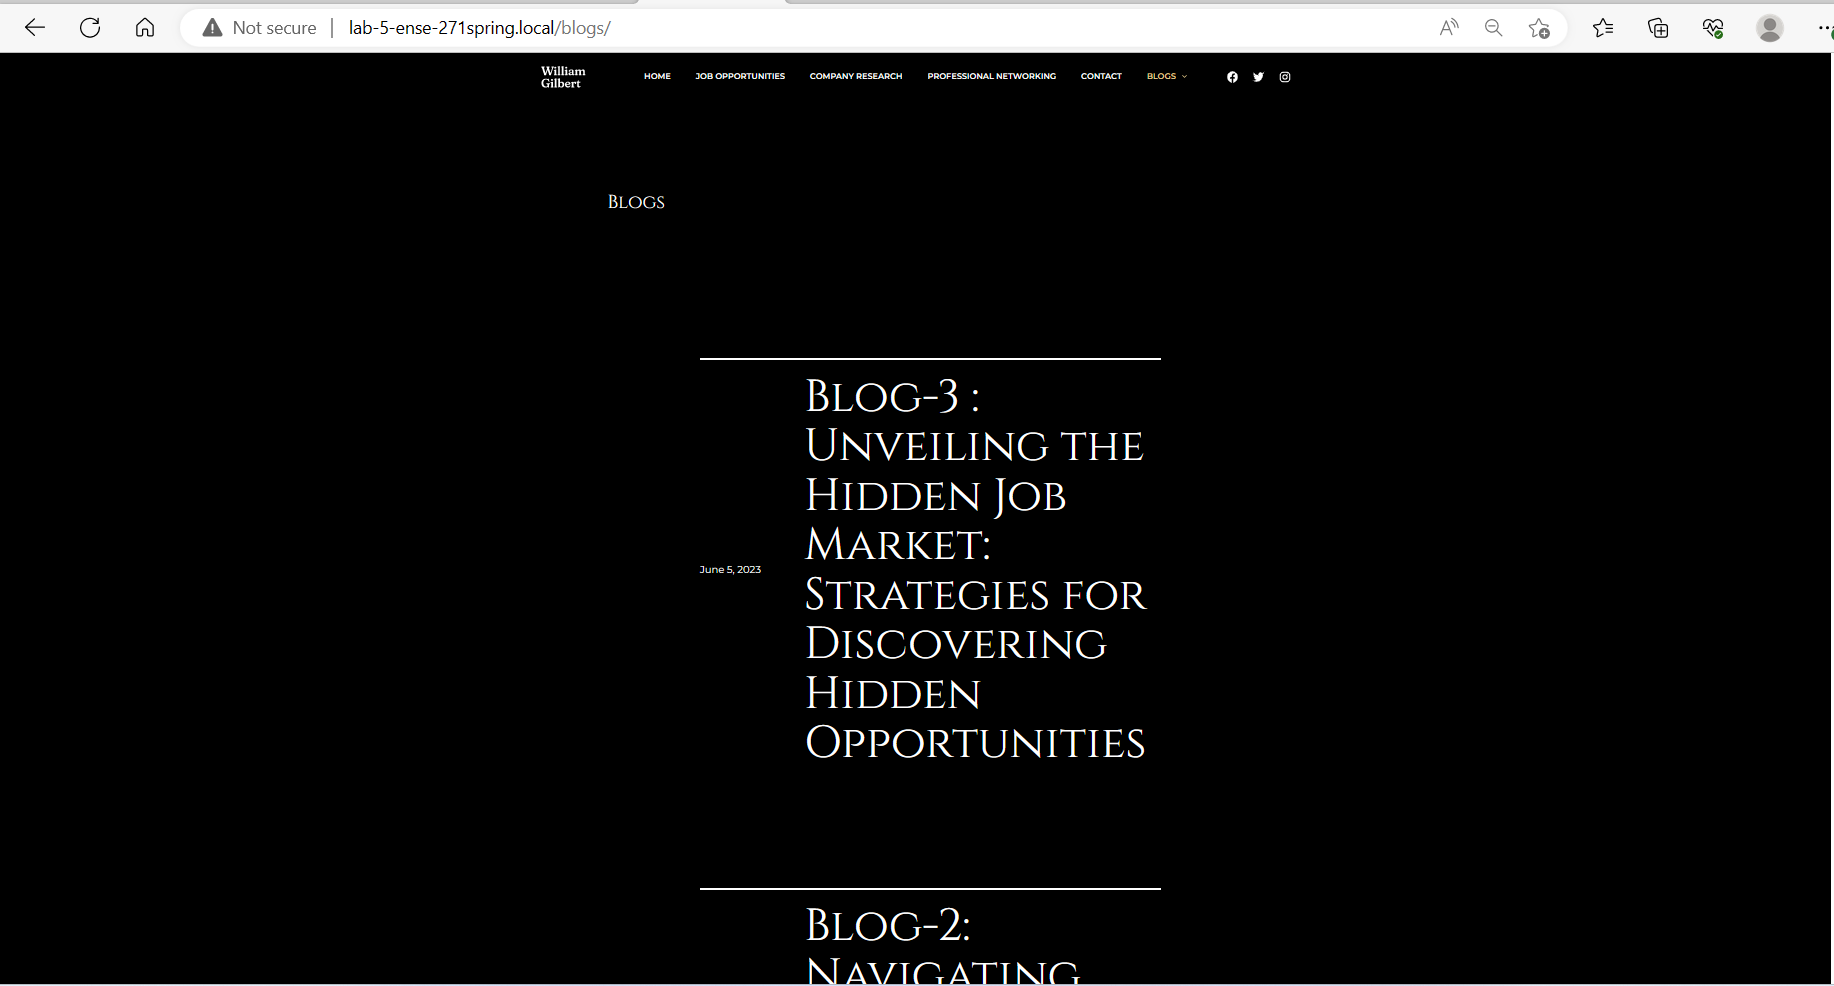 Not secure | lab-5-ense-271spring.local/blogs/
William
Gilbert
HOME JOB OPPORTUNITIES COMPANY RESEARCH PROFESSIONAL NETWORKING CONTACT BLOGS
Blogs
Blog-3 :
Unveiling the
Hidden Job
Market:
Strategies for
Discovering
Hidden
Opportunities
June 5, 2023
Blog-2:
Navigating